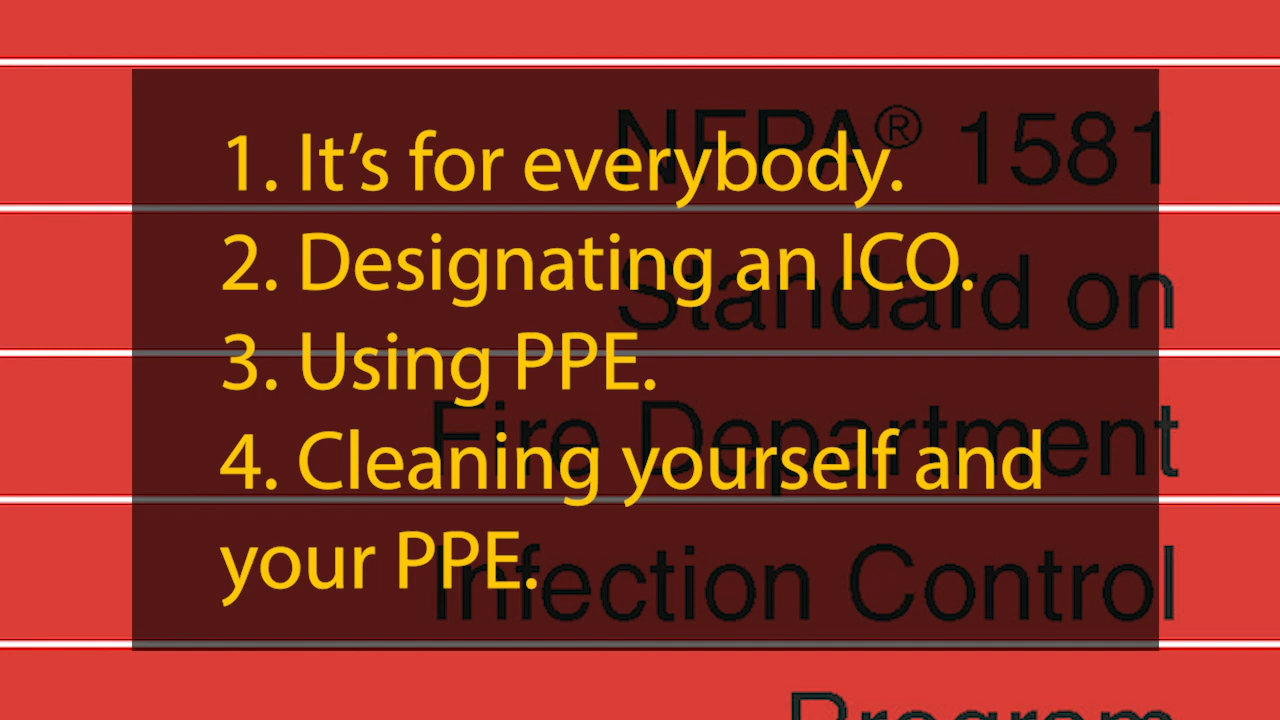 NFPA® 1581
Standard on
Fire Department
Infection Control
Program
1. It's for everybody.
2. Designating an ICO.
3. Using PPE.
4. Cleaning yourself and
your PPE.